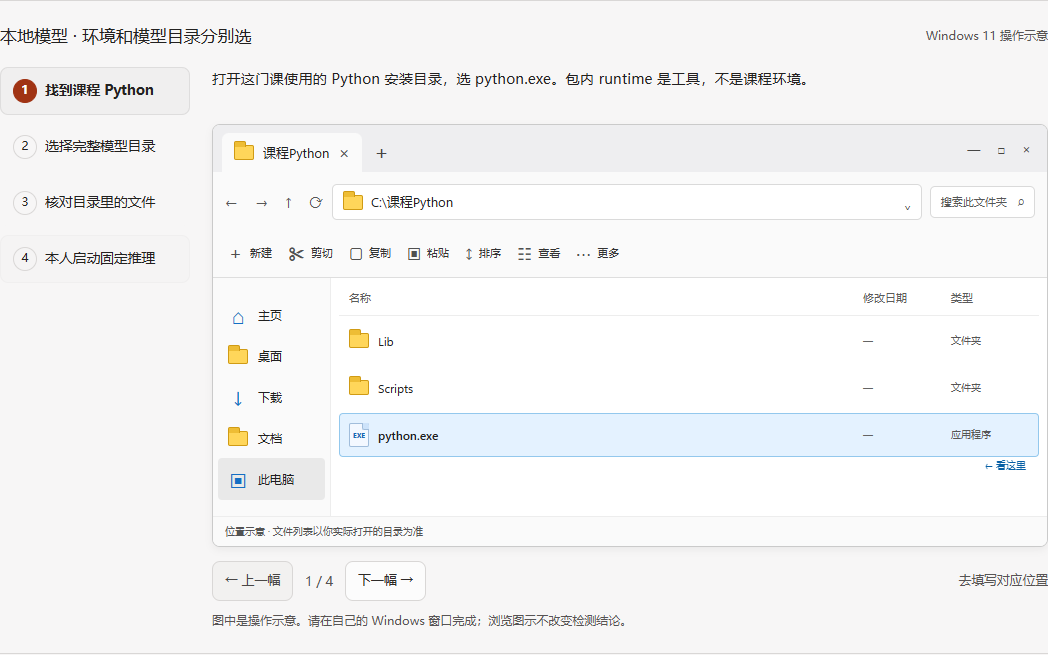 本地模型 · 环境和模型目录分别选
Windows 11 操作示意
1 找到课程 Python
2 选择完整模型目录
3 核对目录里的文件
4 本人启动固定推理
打开这门课使用的 Python 安装目录，选 python.exe。包内 runtime 是工具，不是课程环境。
课程Python × +
— □ ×
← → ↑ ⟳ C:\课程Python ⌄ 搜索此文件夹 ⌕
+ 新建 剪切 复制 粘贴 ↕ 排序 查看 … 更多
主页
桌面
↓ 下载
文档
此电脑
名称 修改日期 类型
Lib — 文件夹
Scripts — 文件夹
EXE python.exe — 应用程序
← 看这里
位置示意 · 文件列表以你实际打开的目录为准
← 上一幅 1 / 4 下一幅 →
去填写对应位置
图中是操作示意。请在自己的 Windows 窗口完成；浏览图示不改变检测结论。